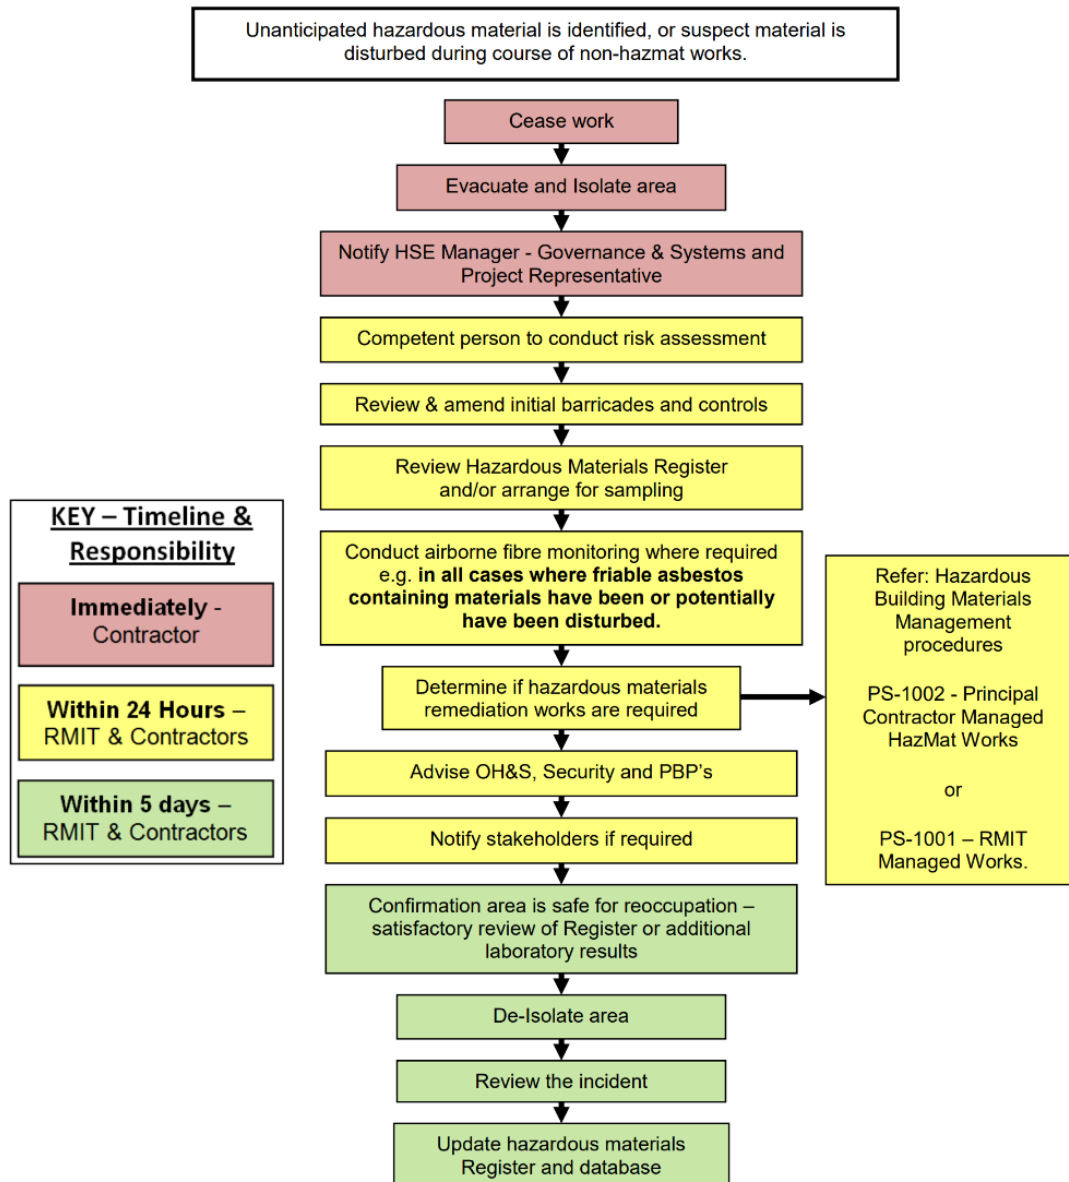 Unanticipated hazardous material is identified, or suspect material is
disturbed during course of non-hazmat works.
Cease work
Evacuate and Isolate area
Notify HSE Manager - Governance & Systems and
Project Representative
Competent person to conduct risk assessment
Review & amend initial barricades and controls
Review Hazardous Materials Register
and/or arrange for sampling
KEY – Timeline &
Responsibility
Immediately -
Contractor
Within 24 Hours –
RMIT & Contractors
Within 5 days –
RMIT & Contractors
Conduct airborne fibre monitoring where required
e.g. in all cases where friable asbestos
containing materials have been or potentially
have been disturbed.
Determine if hazardous materials
remediation works are required
Refer: Hazardous
Building Materials
Management
procedures
PS-1002 - Principal
Contractor Managed
HazMat Works
or
PS-1001 – RMIT
Managed Works.
Advise OH&S, Security and PBP's
Notify stakeholders if required
Confirmation area is safe for reoccupation –
satisfactory review of Register or additional
laboratory results
De-Isolate area
Review the incident
Update hazardous materials
Register and database